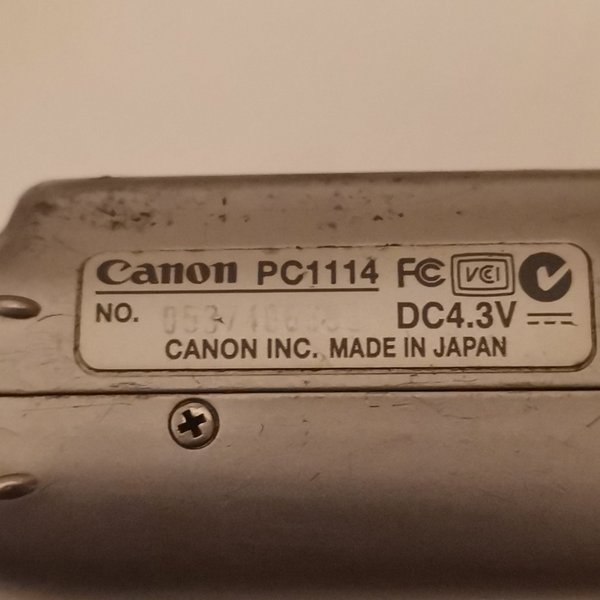 Canon PC1114 FC VCI
NO. DC4.3V
CANON INC. MADE IN JAPAN